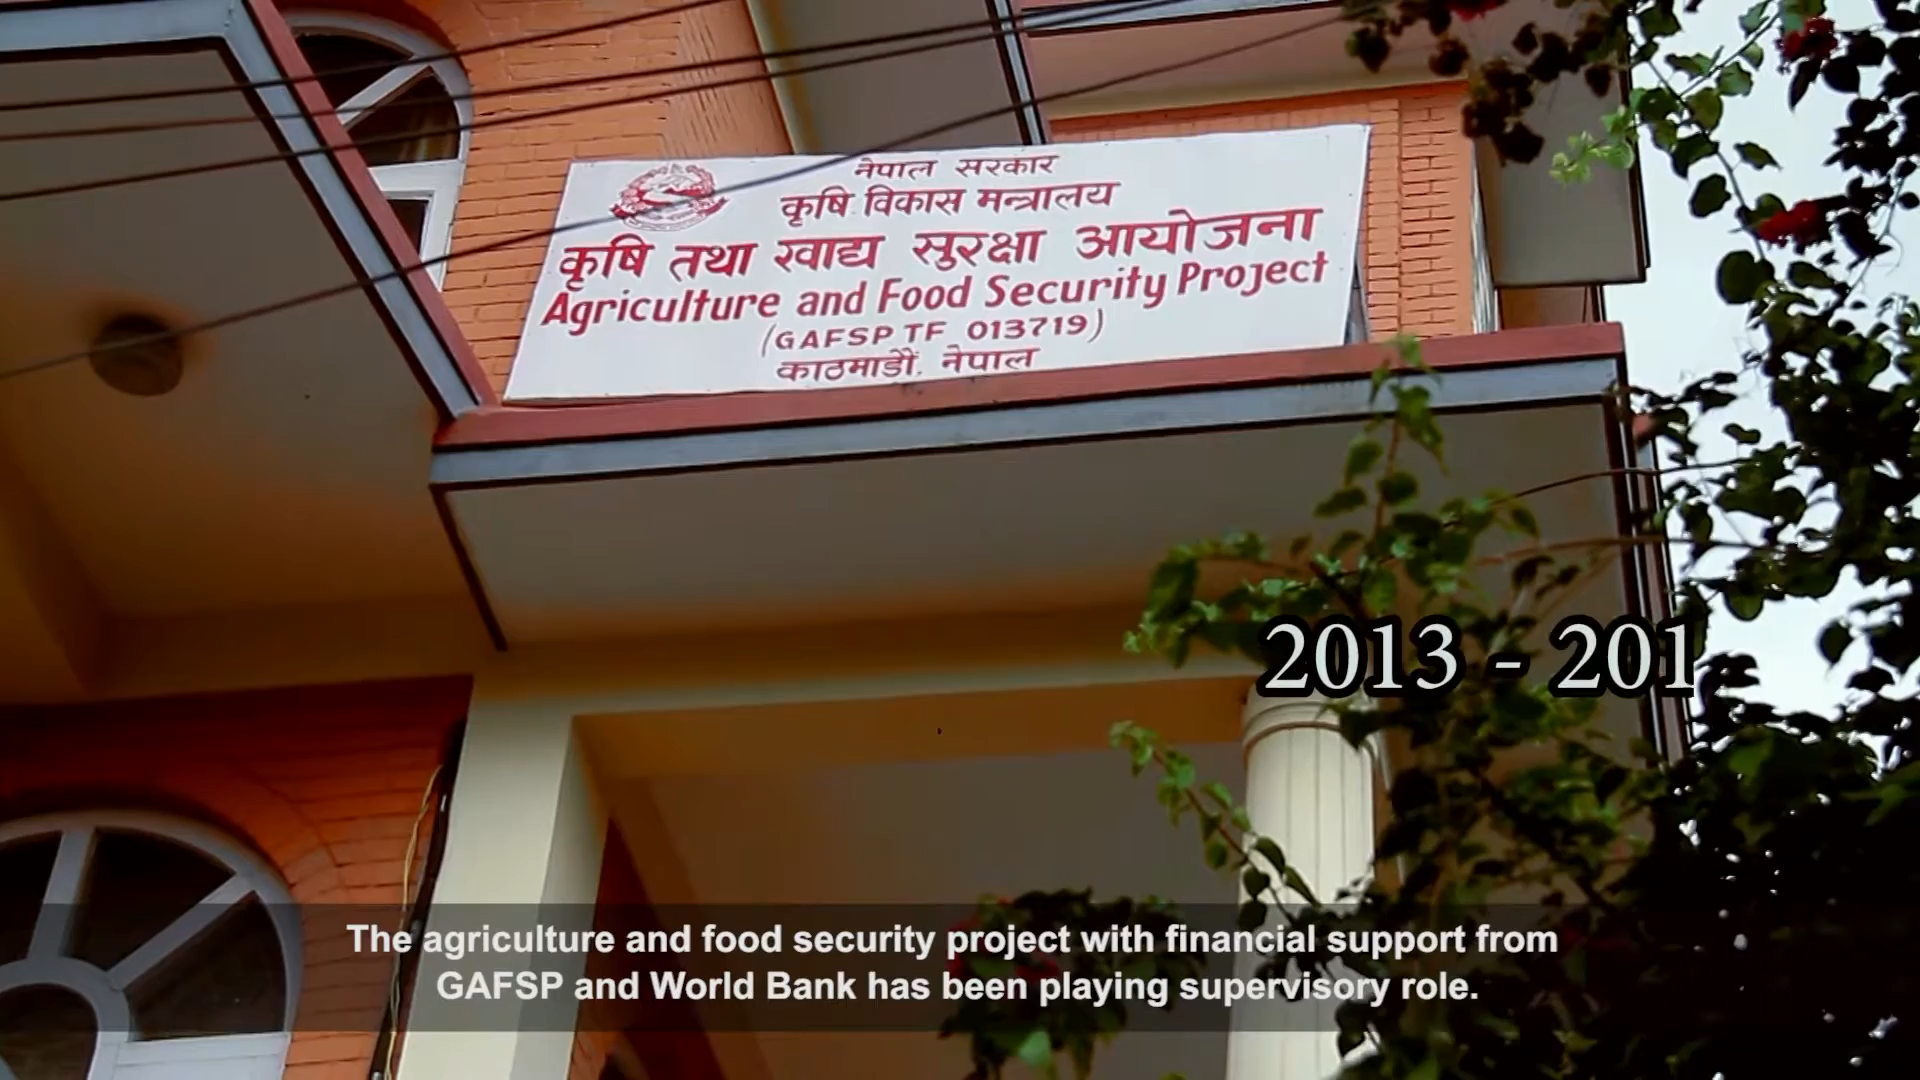 नेपाल सरकार
कृषि विकास मन्त्रालय
कृषि तथा खाद्य सुरक्षा आयोजना
Agriculture and Food Security Project
(GAFSP TF 013719)
काठमाडौं, नेपाल
2013 - 201
The agriculture and food security project with financial support from
GAFSP and World Bank has been playing supervisory role.